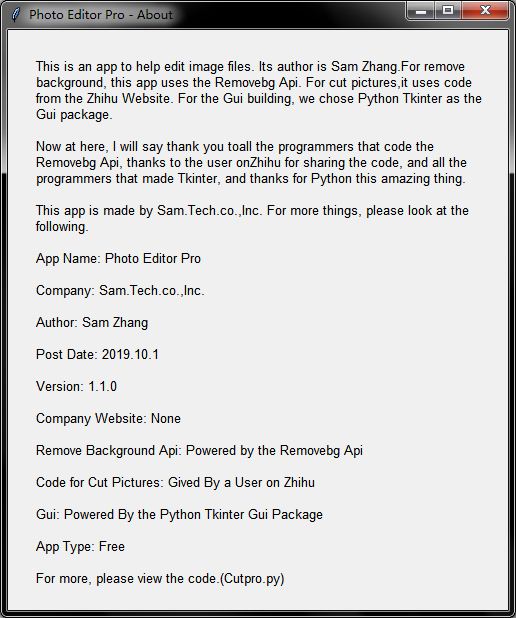 Photo Editor Pro - About
This is an app to help edit image files. Its author is Sam Zhang.For remove
background, this app uses the Removebg Api. For cut pictures,it uses code
from the Zhihu Website. For the Gui building, we chose Python Tkinter as the
Gui package.
Now at here, I will say thank you toall the programmers that code the
Removebg Api, thanks to the user onZhihu for sharing the code, and all the
programmers that made Tkinter, and thanks for Python this amazing thing.
This app is made by Sam.Tech.co.,Inc. For more things, please look at the
following.
App Name: Photo Editor Pro
Company: Sam.Tech.co.,Inc.
Author: Sam Zhang
Post Date: 2019.10.1
Version: 1.1.0
Company Website: None
Remove Background Api: Powered by the Removebg Api
Code for Cut Pictures: Gived By a User on Zhihu
Gui: Powered By the Python Tkinter Gui Package
App Type: Free
For more, please view the code.(Cutpro.py)